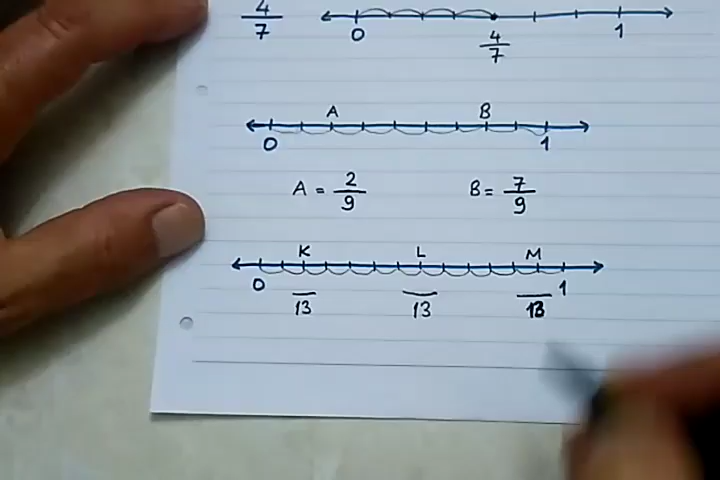 4/7
0 4/7 1
A B
0 1
A = 2/9 B = 7/9
K L M
0 1
/13 /13 /13